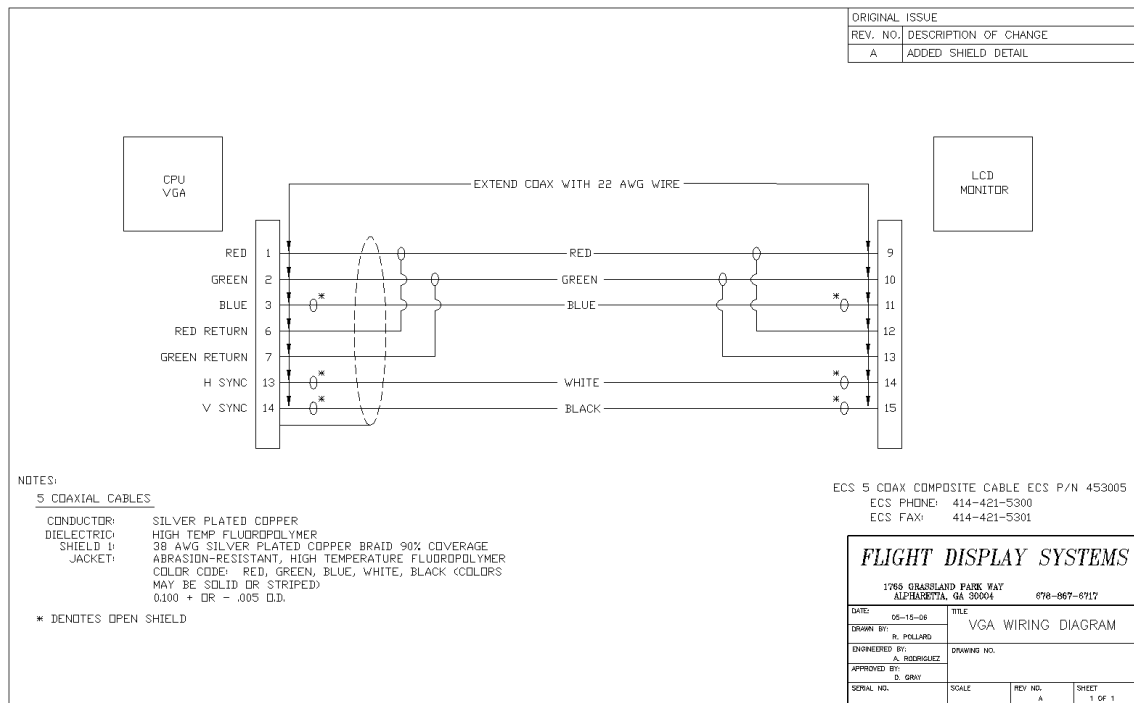 ORIGINAL ISSUE
REV. NO. DESCRIPTION OF CHANGE
A ADDED SHIELD DETAIL
CPU
VGA
LCD
MONITOR
EXTEND COAX WITH 22 AWG WIRE
RED 1 RED 9
GREEN 2 GREEN 10
BLUE 3 * BLUE * 11
RED RETURN 6 12
GREEN RETURN 7 13
H SYNC 13 * WHITE * 14
V SYNC 14 * BLACK * 15
NOTES:
5 COAXIAL CABLES
CONDUCTOR: SILVER PLATED COPPER
DIELECTRIC: HIGH TEMP FLUOROPOLYMER
SHIELD 1: 38 AWG SILVER PLATED COPPER BRAID 90% COVERAGE
JACKET: ABRASION-RESISTANT, HIGH TEMPERATURE FLUOROPOLYMER
COLOR CODE: RED, GREEN, BLUE, WHITE, BLACK (COLORS
MAY BE SOLID OR STRIPED)
0.100 + OR - .005 O.D.
* DENOTES OPEN SHIELD
ECS 5 COAX COMPOSITE CABLE ECS P/N 453005
ECS PHONE: 414-421-5300
ECS FAX: 414-421-5301
FLIGHT DISPLAY SYSTEMS
1765 GRASSLAND PARK WAY
ALPHARETTA, GA 30004 678-867-6717
DATE: 05-15-06
TITLE
VGA WIRING DIAGRAM
DRAWN BY:
R. POLLARD
ENGINEERED BY:
A. RODRIGUEZ
DRAWING NO.
APPROVED BY:
D. GRAY
SERIAL NO.
SCALE
REV NO.
A
SHEET
1 OF 1